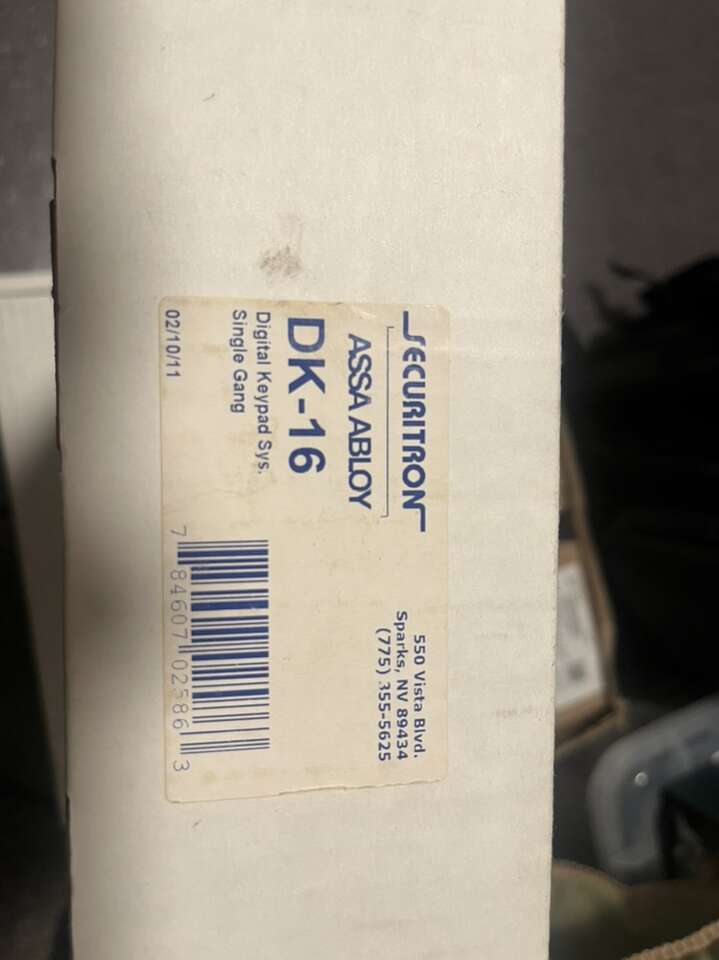 SECURITRON
ASSA ABLOY
DK-16
Digital Keypad Sys.
Single Gang
02/10/11
550 Vista Blvd.
Sparks, NV 89434
(775) 355-5625
7 84607 02586 3